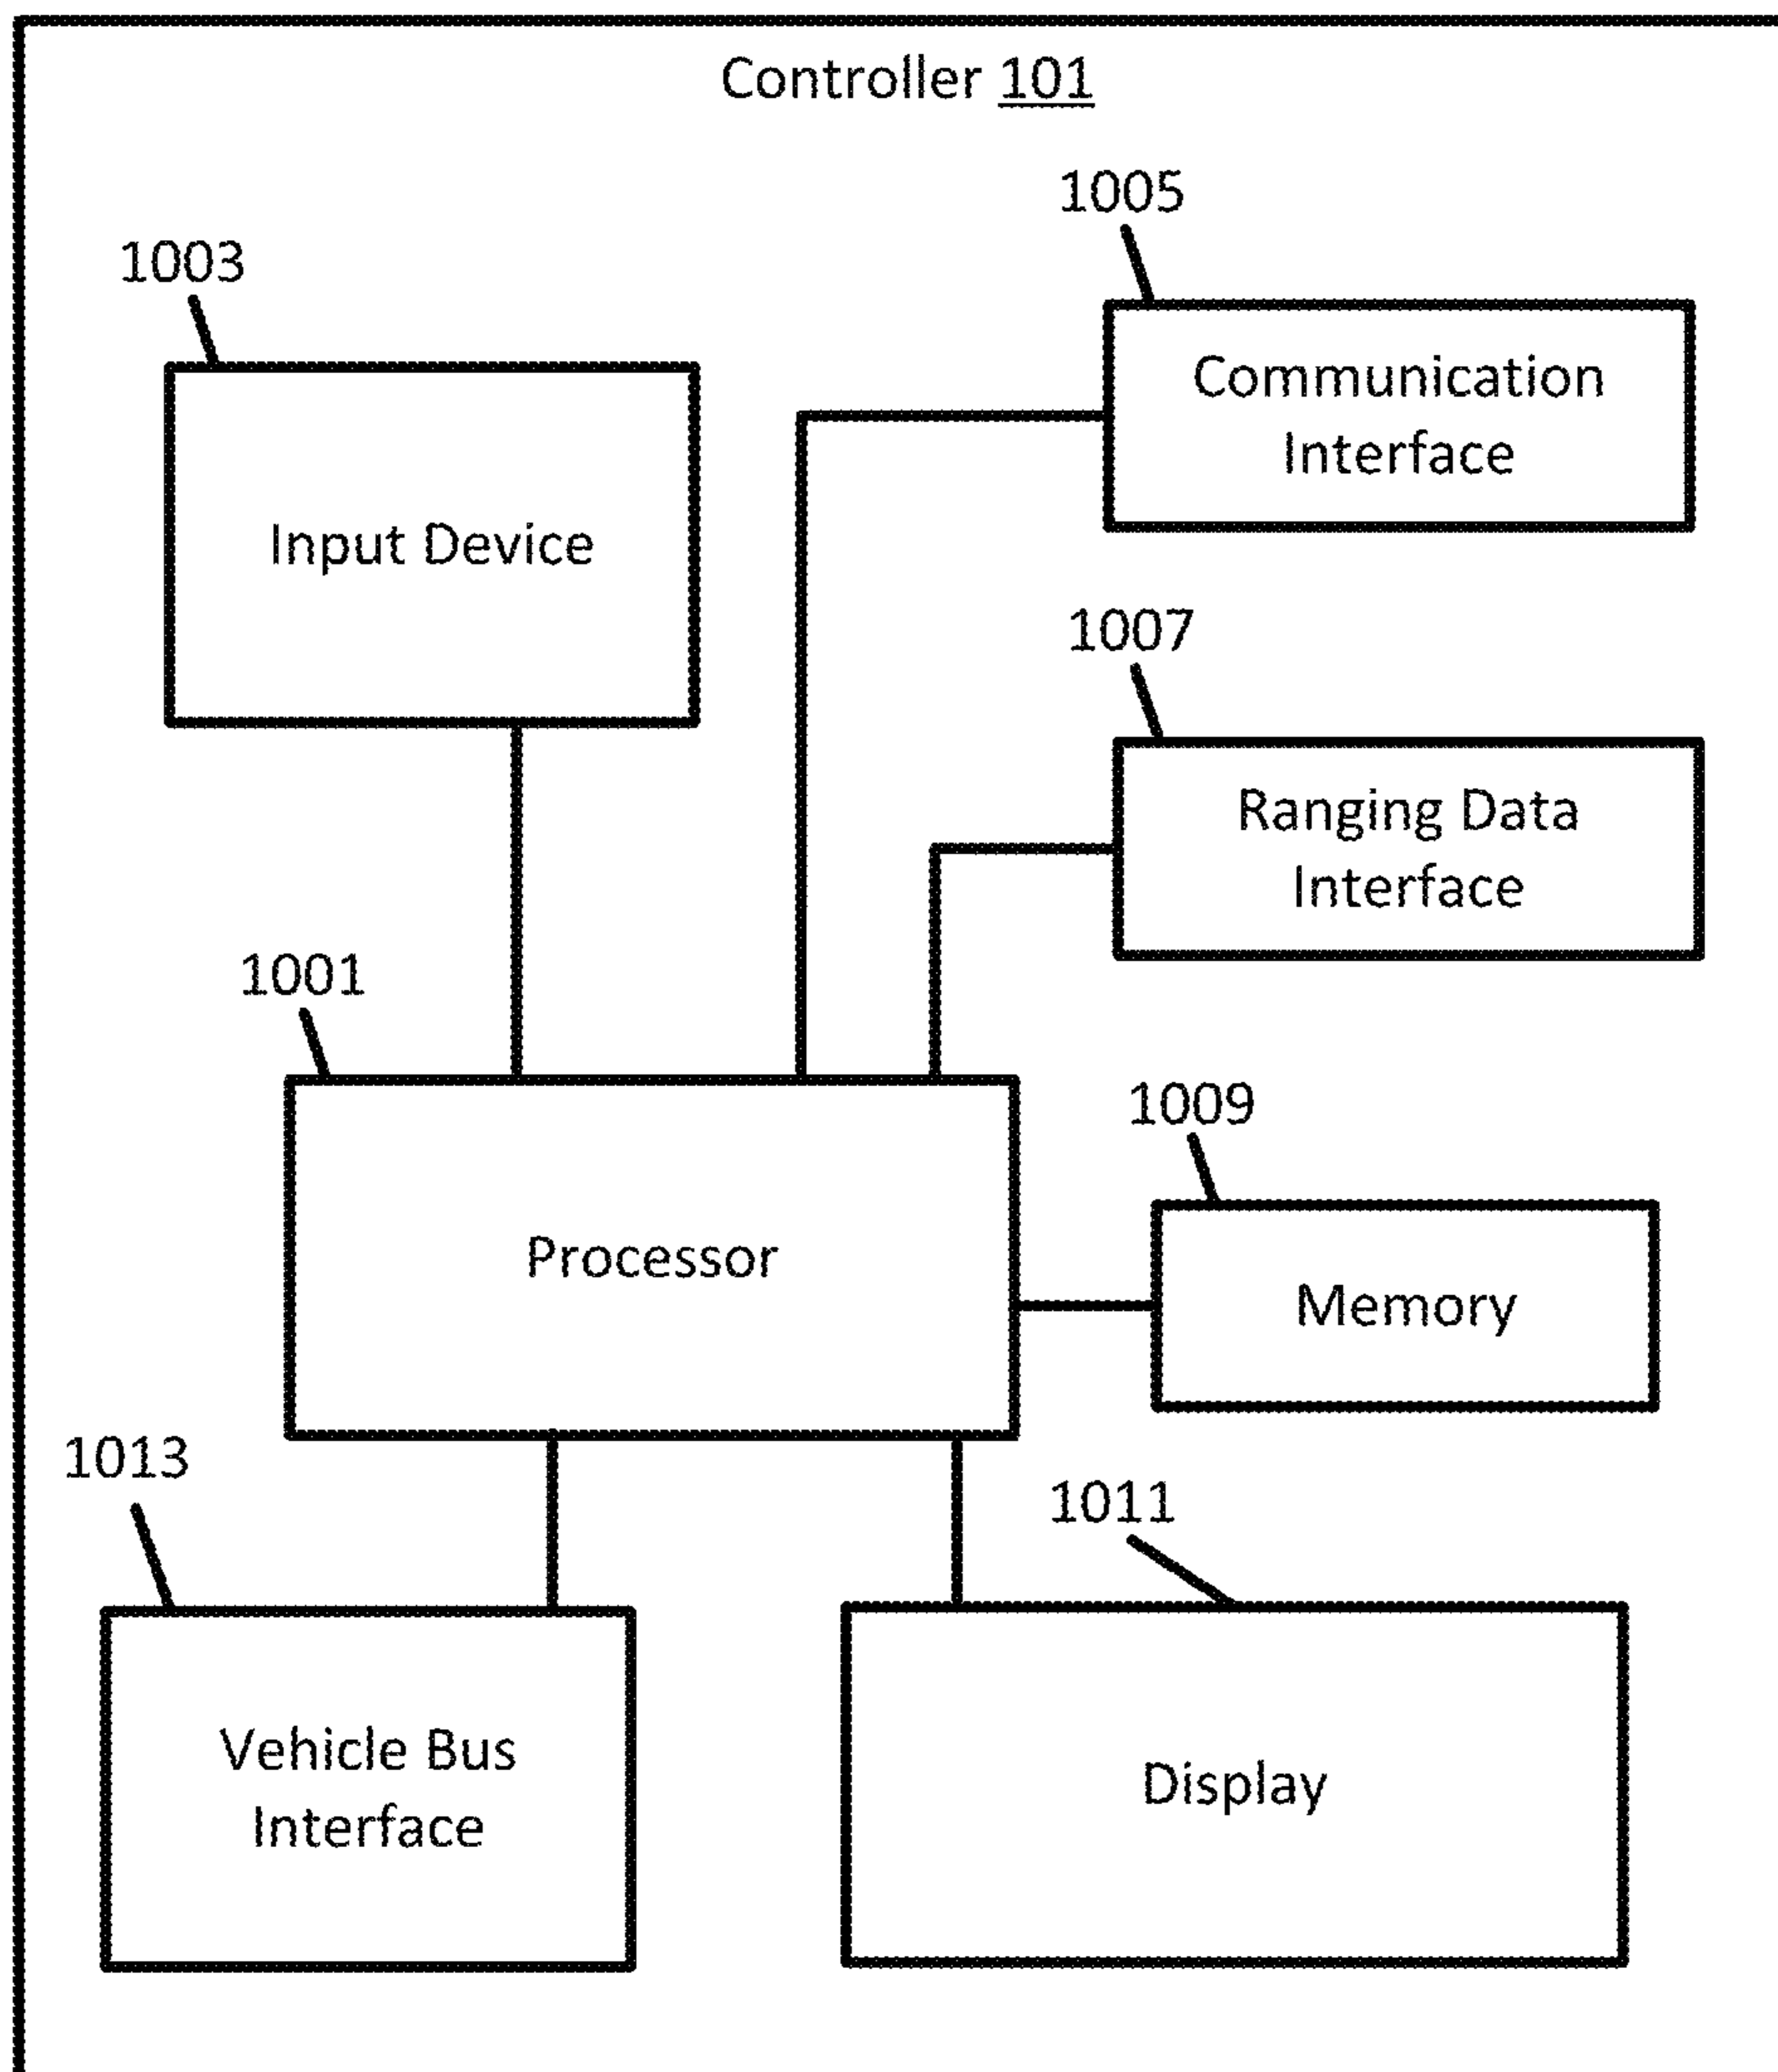 Controller 101
1005
1003
Communication
Interface
Input Device
1007
Ranging Data
Interface
1001
1009
Processor
Memory
1013
1011
Vehicle Bus
Interface
Display